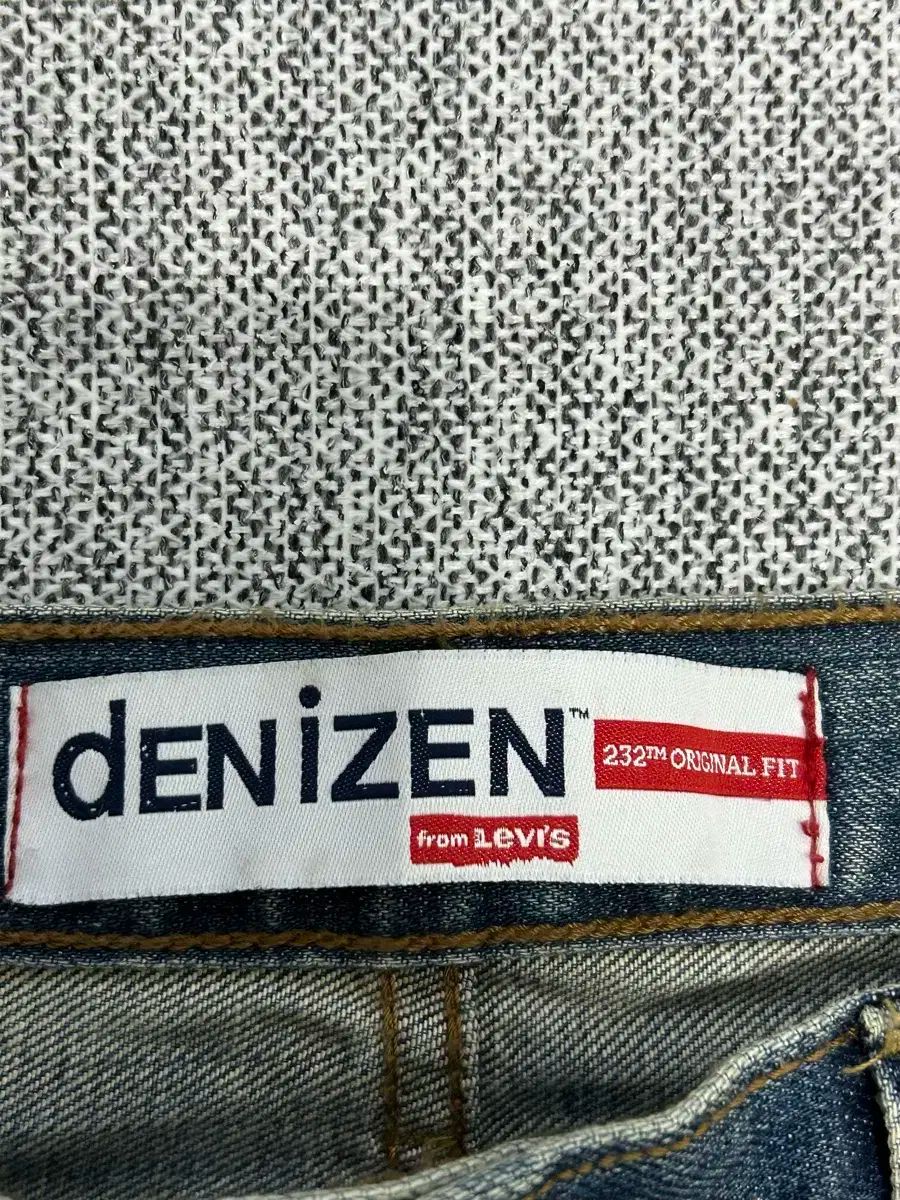 dENiZEN™
232™ ORIGINAL FIT
from Levi's